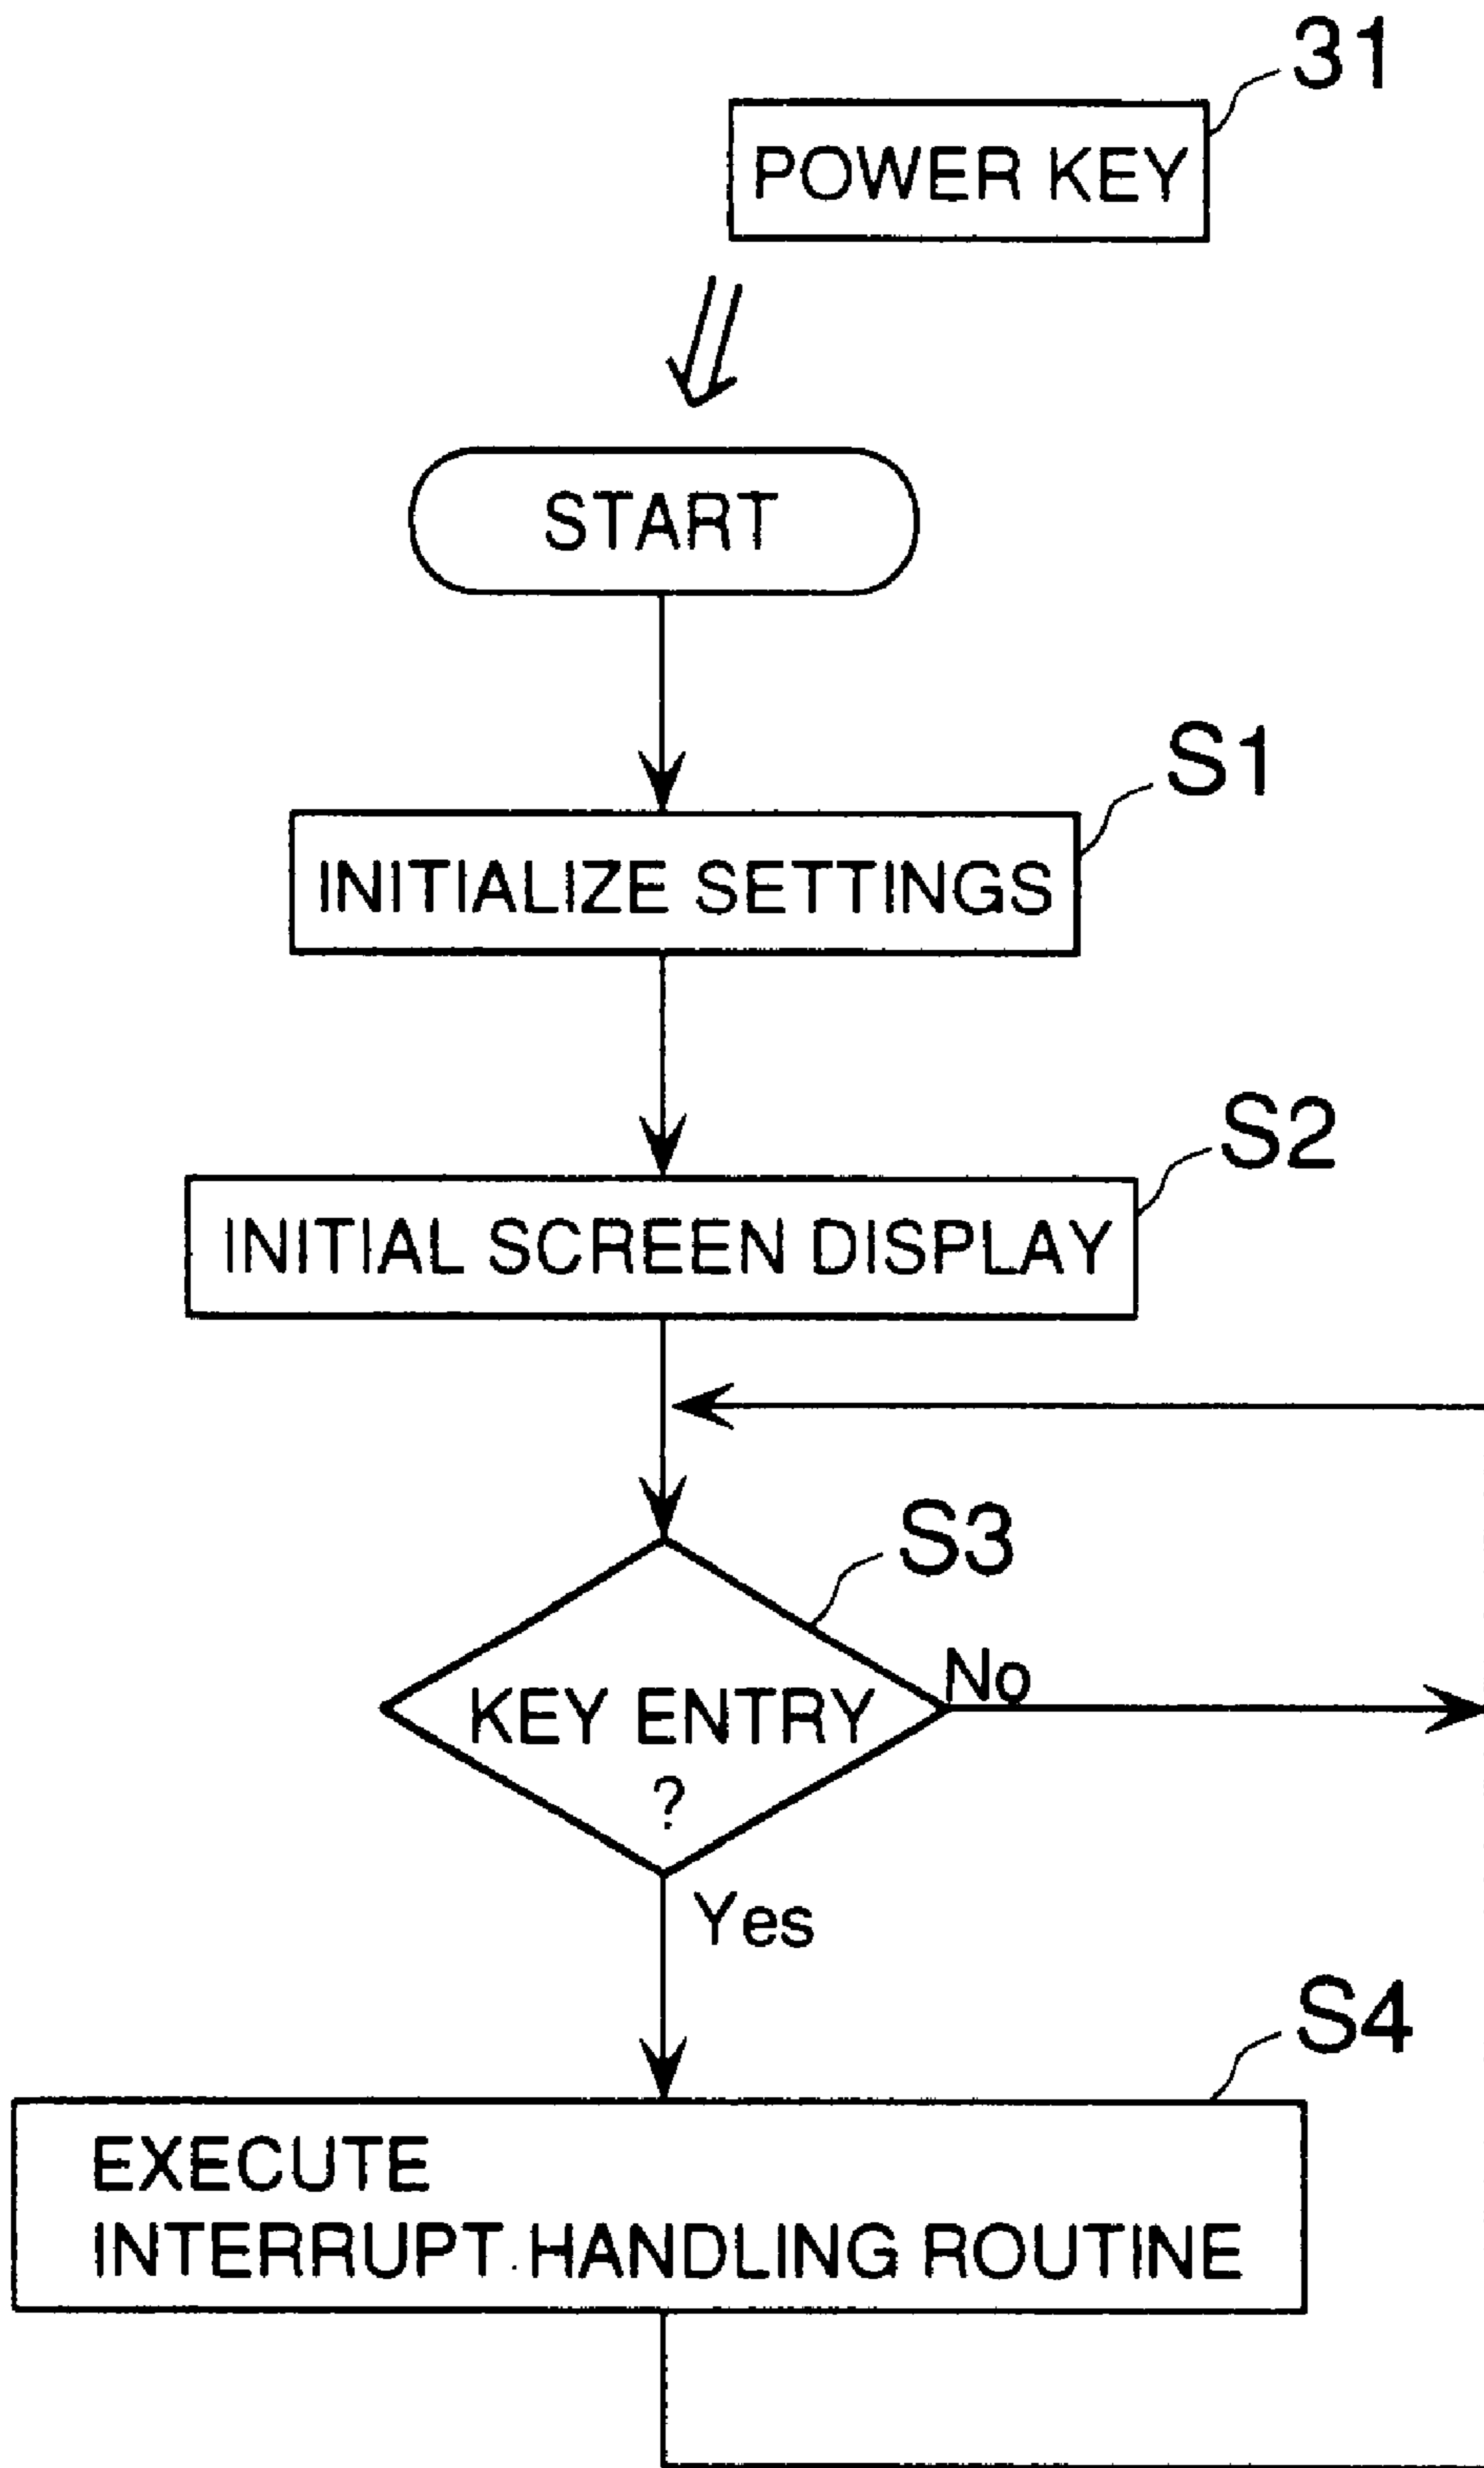 31
POWER KEY
START
S1
INITIALIZE SETTINGS
S2
INITIAL SCREEN DISPLAY
S3
KEY ENTRY
?
No
Yes
S4
EXECUTE
INTERRUPT HANDLING ROUTINE